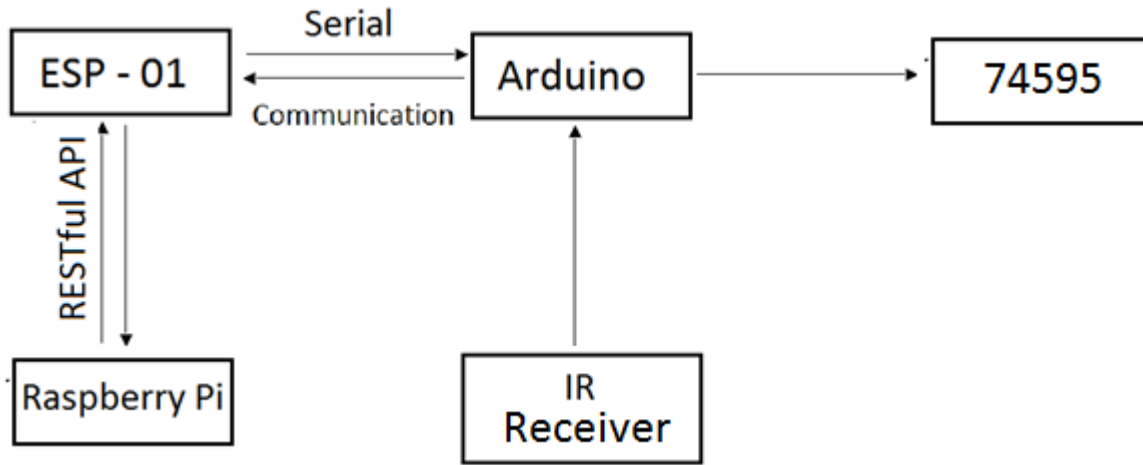 Serial
ESP - 01
Arduino
74595
Communication
RESTful API
Raspberry Pi
IR
Receiver